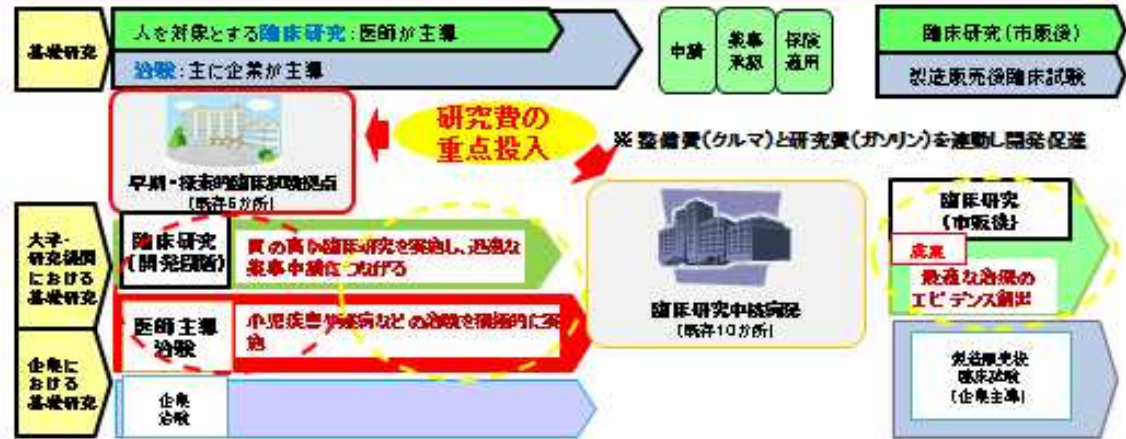 基礎研究
人を対象とする臨床研究:医師が主導
治験:主に企業が主導
申請
薬事
承認
保険
適用
臨床研究(市販後)
製造販売後臨床試験
研究費の
重点投入
※ 整備費(クルマ)と研究費(ガソリン)を連動し開発促進
早期・探索的臨床試験拠点
(既存5か所)
大学・
研究機関
における
基礎研究
臨床研究
(開発段階)
質の高い臨床研究を実施し、迅速な
薬事申請につなげる
医師主導
治験
小児疾患や難病などの治験を積極的に実
施
臨床研究中核病院
(既存10か所)
臨床研究
(市販後)
成果
最適な治療の
エビデンス創出
企業に
おける
基礎研究
企業
治験
製造販売後
臨床試験
(企業主導)